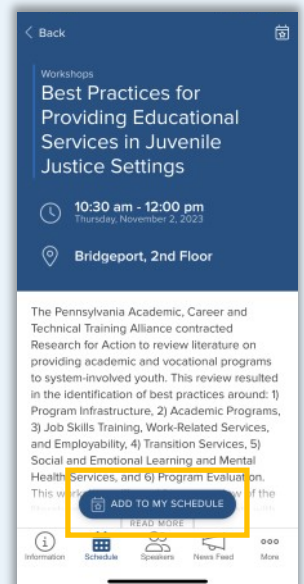 Back
Workshops
Best Practices for
Providing Educational
Services in Juvenile
Justice Settings
10:30 am - 12:00 pm
Thursday, November 2, 2023
Bridgeport, 2nd Floor
The Pennsylvania Academic, Career and
Technical Training Alliance contracted
Research for Action to review literature on
providing academic and vocational programs
to system-involved youth. This review resulted
in the identification of best practices around: 1)
Program Infrastructure, 2) Academic Programs,
3) Job Skills Training, Work-Related Services,
and Employability, 4) Transition Services, 5)
Social and Emotional Learning and Mental
Health Services, and 6) Program Evaluation.
This of the
ADD TO MY SCHEDULE
READ MORE
Information Schedule Speakers News Feed More